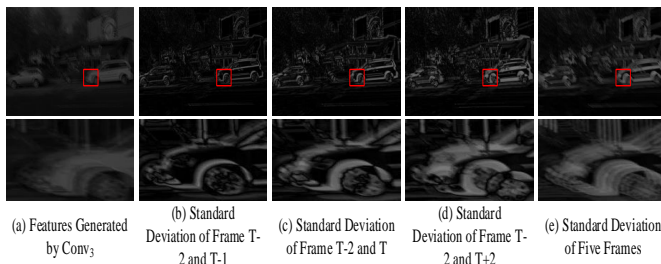 (a) Features Generated
by Conv3
(b) Standard
Deviation of Frame T-
2 and T-1
(c) Standard Deviation
of Frame T-2 and T
(d) Standard
Deviation of Frame T-
2 and T+2
(e) Standard Deviation
of Five Frames